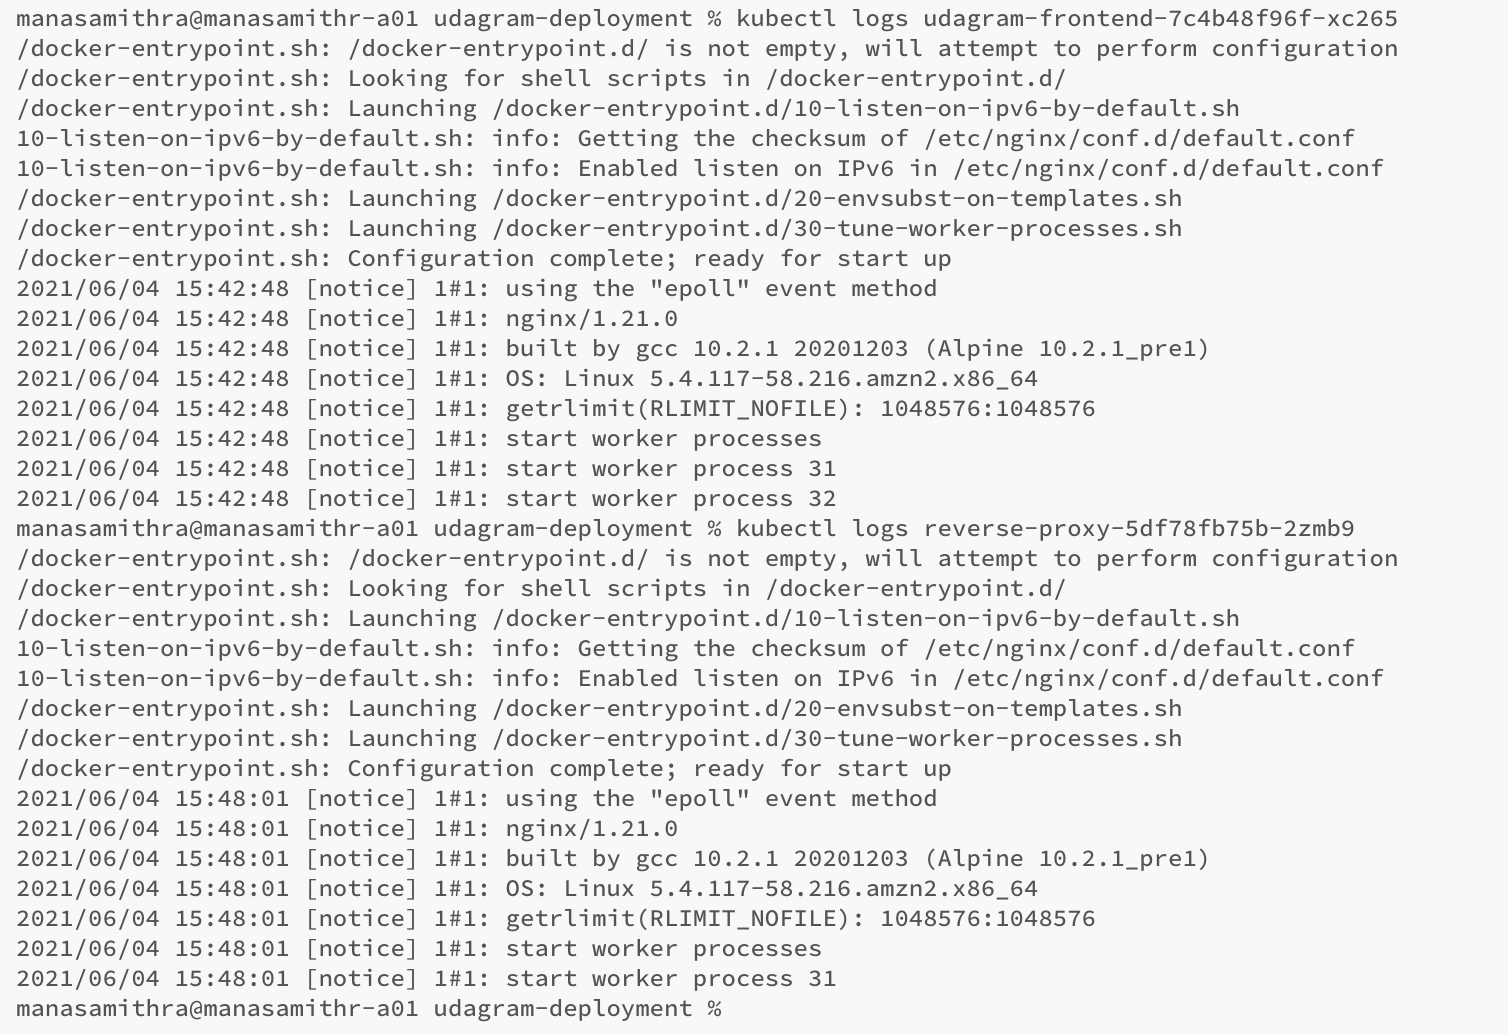 manasamithra@manasamithr-a01 udagram-deployment % kubectl logs udagram-frontend-7c4b48f96f-xc265
/docker-entrypoint.sh: /docker-entrypoint.d/ is not empty, will attempt to perform configuration
/docker-entrypoint.sh: Looking for shell scripts in /docker-entrypoint.d/
/docker-entrypoint.sh: Launching /docker-entrypoint.d/10-listen-on-ipv6-by-default.sh
10-listen-on-ipv6-by-default.sh: info: Getting the checksum of /etc/nginx/conf.d/default.conf
10-listen-on-ipv6-by-default.sh: info: Enabled listen on IPv6 in /etc/nginx/conf.d/default.conf
/docker-entrypoint.sh: Launching /docker-entrypoint.d/20-envsubst-on-templates.sh
/docker-entrypoint.sh: Launching /docker-entrypoint.d/30-tune-worker-processes.sh
/docker-entrypoint.sh: Configuration complete; ready for start up
2021/06/04 15:42:48 [notice] 1#1: using the "epoll" event method
2021/06/04 15:42:48 [notice] 1#1: nginx/1.21.0
2021/06/04 15:42:48 [notice] 1#1: built by gcc 10.2.1 20201203 (Alpine 10.2.1_pre1)
2021/06/04 15:42:48 [notice] 1#1: OS: Linux 5.4.117-58.216.amzn2.x86_64
2021/06/04 15:42:48 [notice] 1#1: getrlimit(RLIMIT_NOFILE): 1048576:1048576
2021/06/04 15:42:48 [notice] 1#1: start worker processes
2021/06/04 15:42:48 [notice] 1#1: start worker process 31
2021/06/04 15:42:48 [notice] 1#1: start worker process 32
manasamithra@manasamithr-a01 udagram-deployment % kubectl logs reverse-proxy-5df78fb75b-2zmb9
/docker-entrypoint.sh: /docker-entrypoint.d/ is not empty, will attempt to perform configuration
/docker-entrypoint.sh: Looking for shell scripts in /docker-entrypoint.d/
/docker-entrypoint.sh: Launching /docker-entrypoint.d/10-listen-on-ipv6-by-default.sh
10-listen-on-ipv6-by-default.sh: info: Getting the checksum of /etc/nginx/conf.d/default.conf
10-listen-on-ipv6-by-default.sh: info: Enabled listen on IPv6 in /etc/nginx/conf.d/default.conf
/docker-entrypoint.sh: Launching /docker-entrypoint.d/20-envsubst-on-templates.sh
/docker-entrypoint.sh: Launching /docker-entrypoint.d/30-tune-worker-processes.sh
/docker-entrypoint.sh: Configuration complete; ready for start up
2021/06/04 15:48:01 [notice] 1#1: using the "epoll" event method
2021/06/04 15:48:01 [notice] 1#1: nginx/1.21.0
2021/06/04 15:48:01 [notice] 1#1: built by gcc 10.2.1 20201203 (Alpine 10.2.1_pre1)
2021/06/04 15:48:01 [notice] 1#1: OS: Linux 5.4.117-58.216.amzn2.x86_64
2021/06/04 15:48:01 [notice] 1#1: getrlimit(RLIMIT_NOFILE): 1048576:1048576
2021/06/04 15:48:01 [notice] 1#1: start worker processes
2021/06/04 15:48:01 [notice] 1#1: start worker process 31
manasamithra@manasamithr-a01 udagram-deployment %